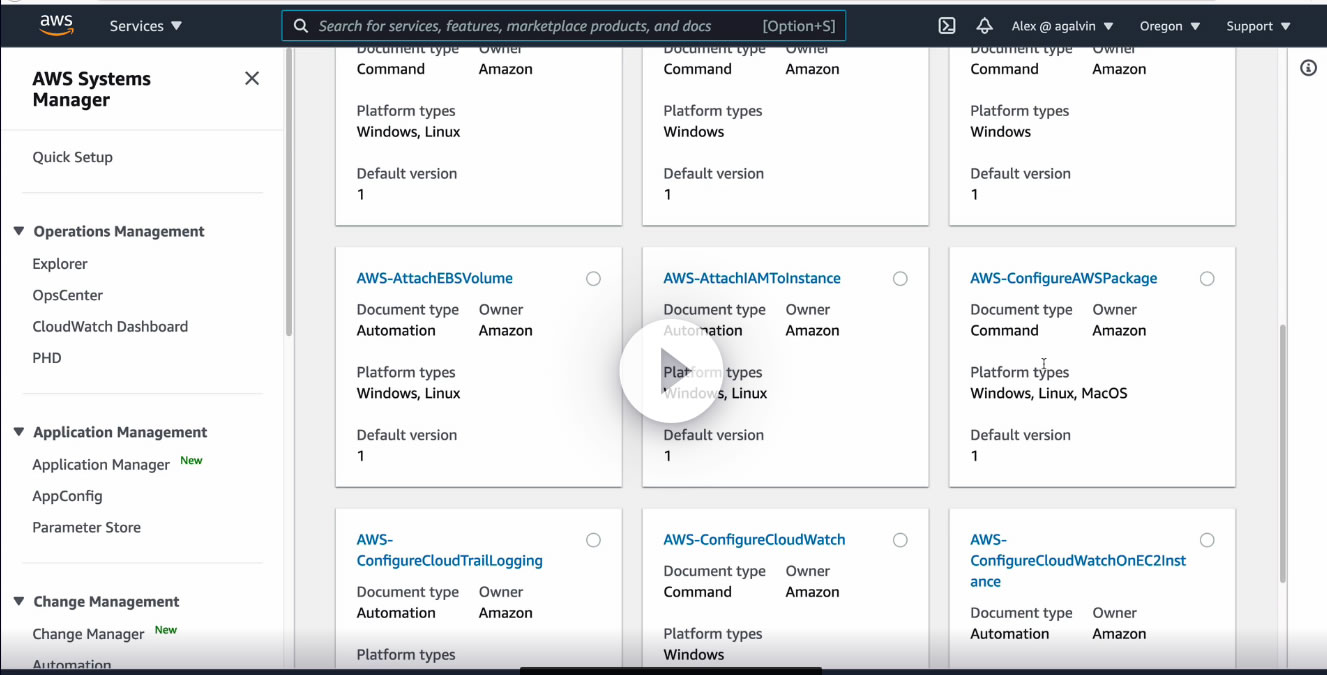 aws Services ▼ Search for services, features, marketplace products, and docs [Option+S] Alex @ agalvin ▼ Oregon ▼ Support ▼
AWS Systems
Manager
Quick Setup
▼ Operations Management
Explorer
OpsCenter
CloudWatch Dashboard
PHD
▼ Application Management
Application Manager New
AppConfig
Parameter Store
▼ Change Management
Change Manager New
Automation
Document type Owner
Command Amazon
Platform types
Windows, Linux
Default version
1
Document type Owner
Command Amazon
Platform types
Windows
Default version
1
Document type Owner
Command Amazon
Platform types
Windows
Default version
1
AWS-AttachEBSVolume
Document type Owner
Automation Amazon
Platform types
Windows, Linux
Default version
1
AWS-AttachIAMToInstance
Document type Owner
Automation Amazon
Platform types
Windows, Linux
Default version
1
AWS-ConfigureAWSPackage
Document type Owner
Command Amazon
Platform types
Windows, Linux, MacOS
Default version
1
AWS-
ConfigureCloudTrailLogging
Document type Owner
Automation Amazon
Platform types
AWS-ConfigureCloudWatch
Document type Owner
Command Amazon
Platform types
Windows
AWS-
ConfigureCloudWatchOnEC2Inst
ance
Document type Owner
Automation Amazon